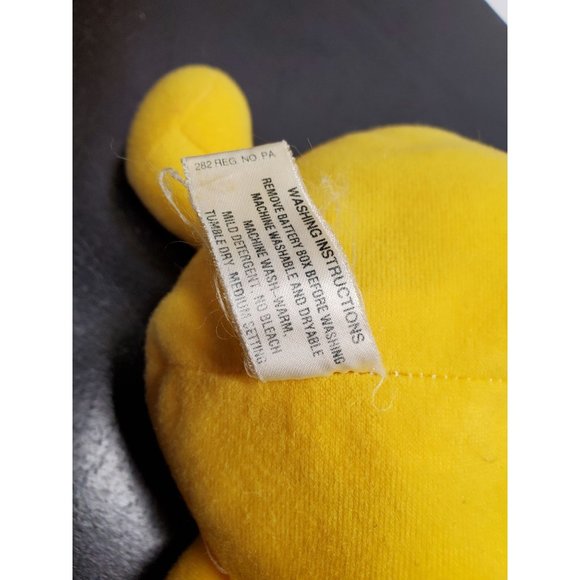 282 REG. NO. PA.
WASHING INSTRUCTIONS
REMOVE BATTERY BOX BEFORE WASHING
MACHINE WASHABLE AND DRYABLE
MACHINE WASH-WARM.
MILD DETERGENT. NO BLEACH
TUMBLE DRY. MEDIUM SETTING